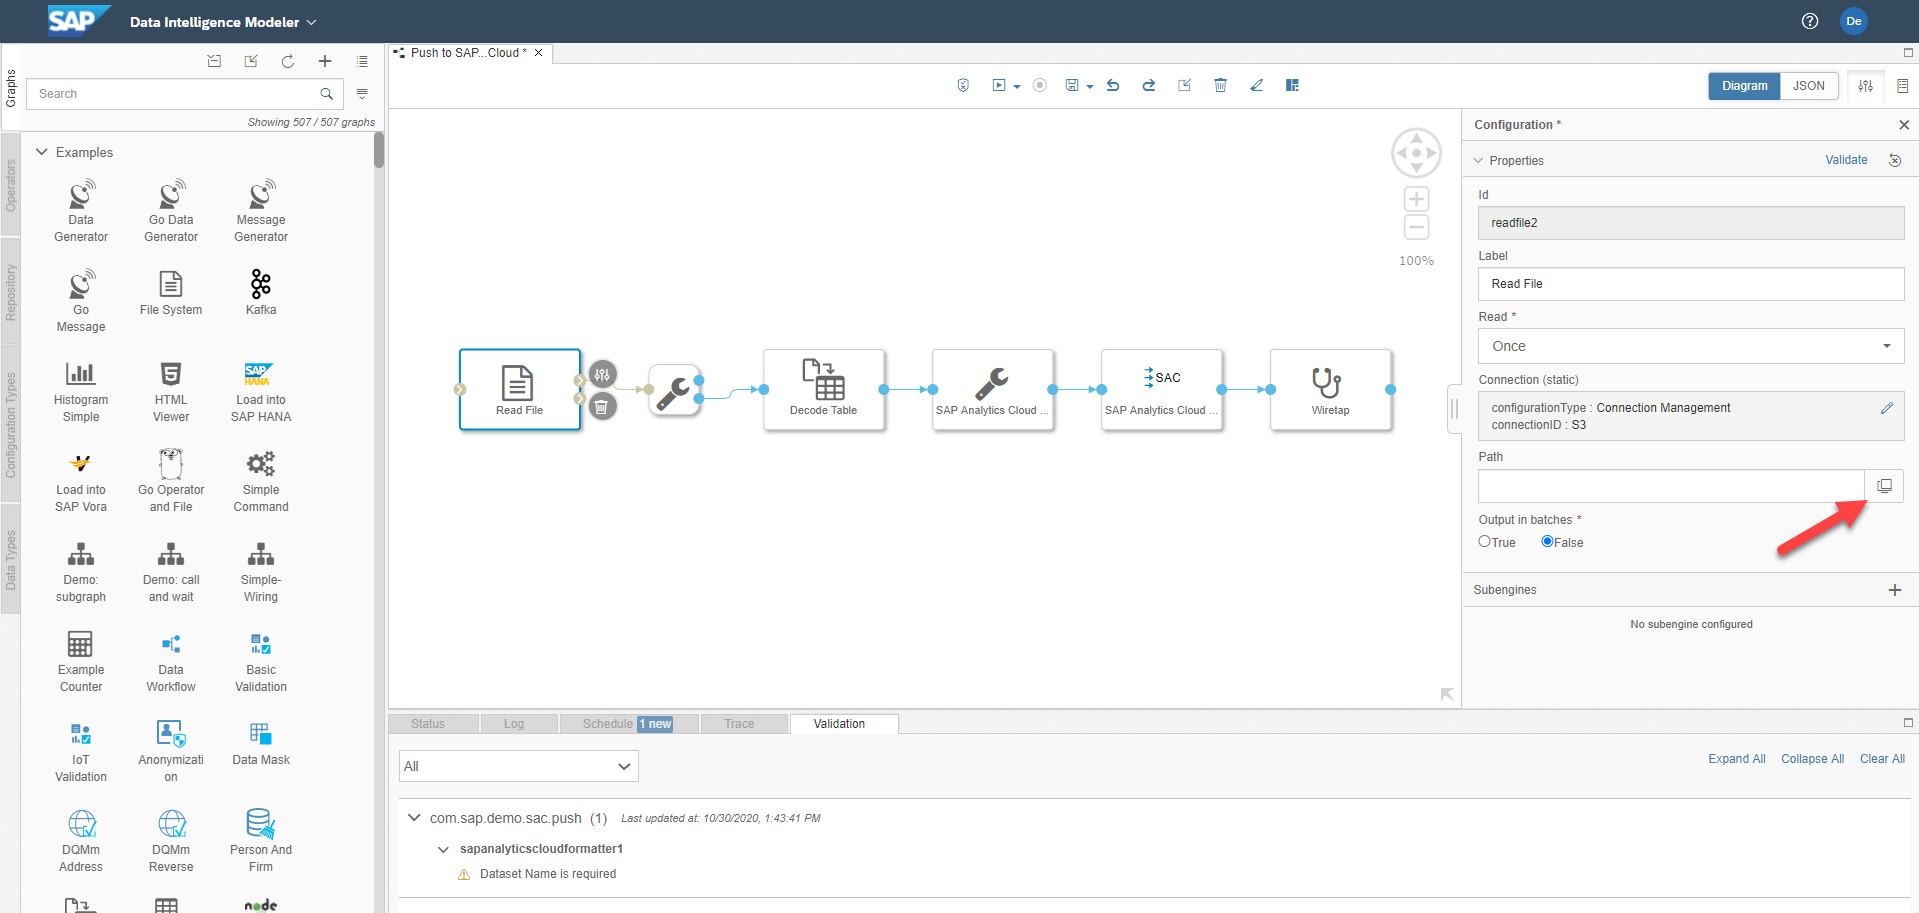 SAP Data Intelligence Modeler
De
Graphs
Operators
Repository
Configuration Types
Data Types
Search
Showing 507 / 507 graphs
Examples
Data Generator
Go Data Generator
Message Generator
Go Message
File System
Kafka
Histogram Simple
HTML Viewer
SAP HANA
Load into SAP HANA
Load into SAP Vora
Go Operator and File
Simple Command
Demo: subgraph
Demo: call and wait
Simple-Wiring
Example Counter
Data Workflow
Basic Validation
IoT Validation
Anonymizati on
Data Mask
DQMm Address
DQMm Reverse
Person And Firm
node
Push to SAP...Cloud *
Diagram JSON
100%
Read File
Decode Table
SAP Analytics Cloud ...
SAC
SAP Analytics Cloud ...
Wiretap
Configuration *
Properties Validate
Id
readfile2
Label
Read File
Read *
Once
Connection (static)
configurationType : Connection Management
connectionID : S3
Path
Output in batches *
True False
Subengines
No subengine configured
Status Log Schedule 1 new Trace Validation
All
Expand All Collapse All Clear All
com.sap.demo.sac.push (1) Last updated at: 10/30/2020, 1:43:41 PM
sapanalyticscloudformatter1
Dataset Name is required